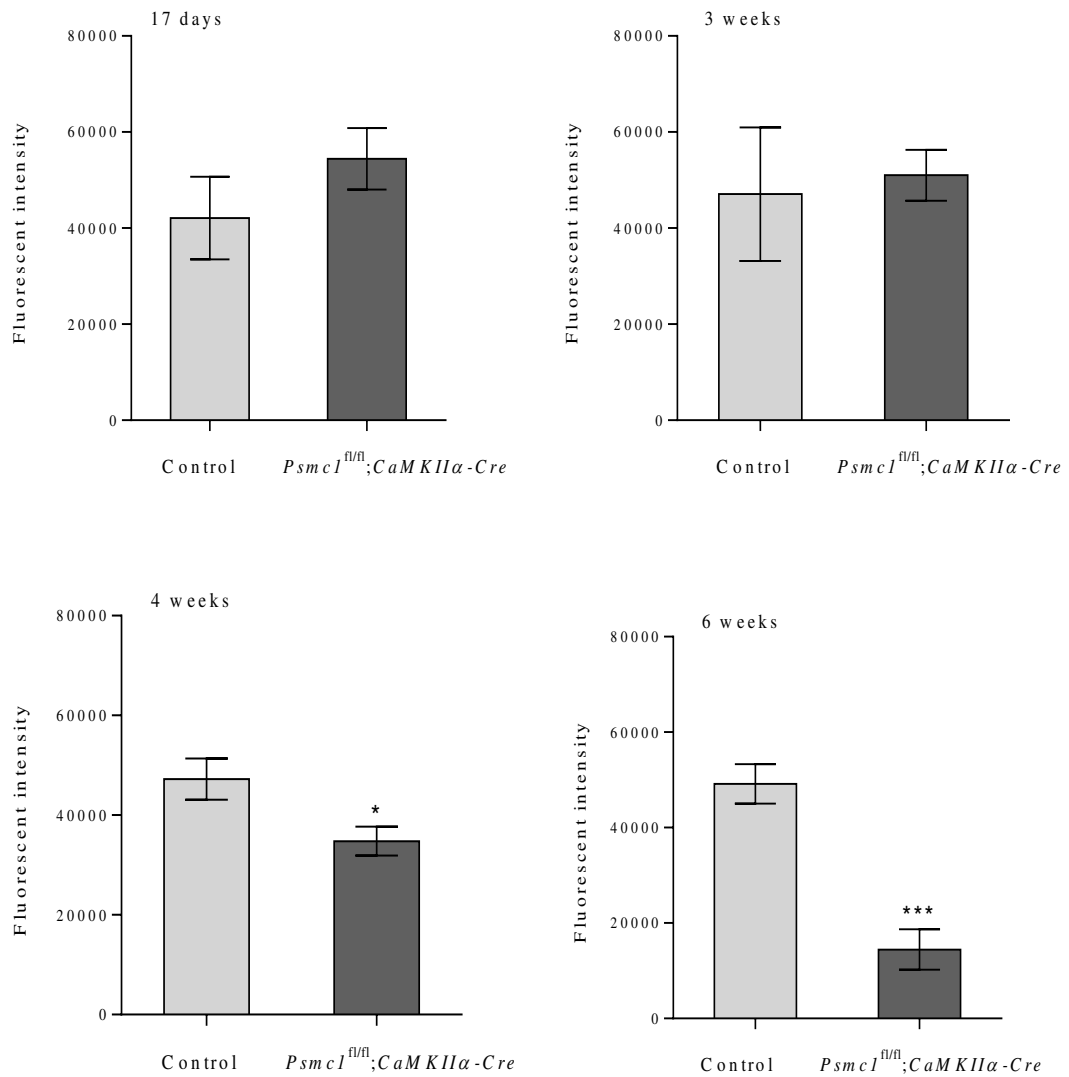 17 days
80000
60000
40000
20000
0
Fluorescent intensity
Control Psmc1fl/fl;CaMKIIα-Cre
3 weeks
80000
60000
40000
20000
0
Fluorescent intensity
Control Psmc1fl/fl;CaMKIIα-Cre
4 weeks
80000
60000
40000
20000
0
Fluorescent intensity
*
Control Psmc1fl/fl;CaMKIIα-Cre
6 weeks
80000
60000
40000
20000
0
Fluorescent intensity
***
Control Psmc1fl/fl;CaMKIIα-Cre